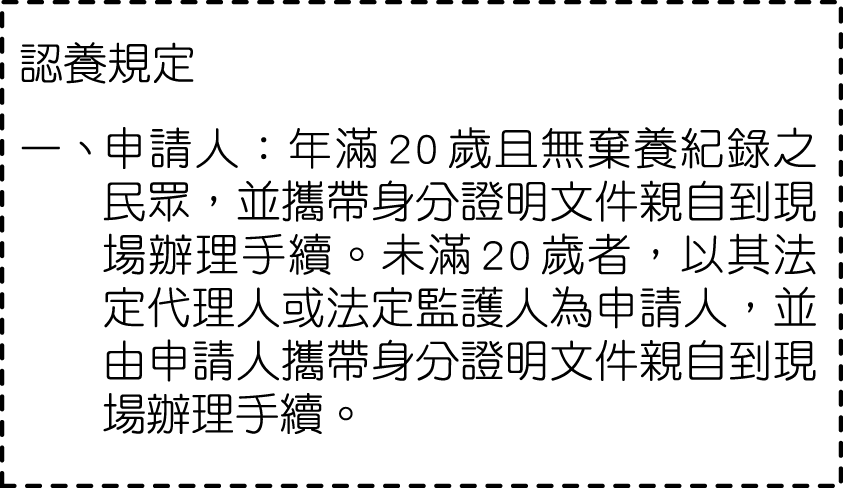 認養規定
一、申請人：年滿20歲且無棄養紀錄之
民眾，並攜帶身分證明文件親自到現
場辦理手續。未滿20歲者，以其法
定代理人或法定監護人為申請人，並
由申請人攜帶身分證明文件親自到現
場辦理手續。